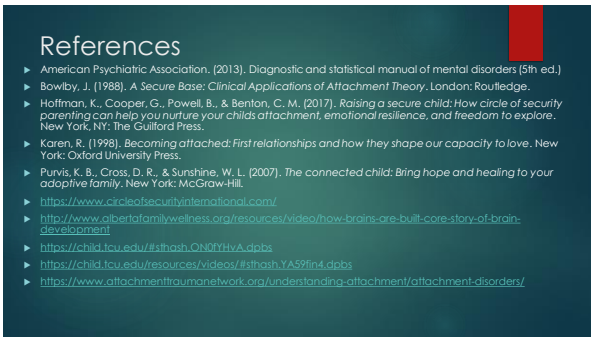 References
American Psychiatric Association. (2013). Diagnostic and statistical manual of mental disorders (5th ed.)
Bowlby, J. (1988). A Secure Base: Clinical Applications of Attachment Theory. London: Routledge.
Hoffman, K., Cooper, G., Powell, B., & Benton, C. M. (2017). Raising a secure child: How circle of security
parenting can help you nurture your childs attachment, emotional resilience, and freedom to explore.
New York, NY: The Guilford Press.
Karen, R. (1998). Becoming attached: First relationships and how they shape our capacity to love. New
York: Oxford University Press.
Purvis, K. B., Cross, D. R., & Sunshine, W. L. (2007). The connected child: Bring hope and healing to your
adoptive family. New York: McGraw-Hill.
https://www.circleofsecurityinternational.com/
http://www.albertafamilywellness.org/resources/video/how-brains-are-built-core-story-of-brain-
development
https://child.tcu.edu/#sthash.ON0fYHvA.dpbs
https://child.tcu.edu/resources/videos/#sthash.YA59fin4.dpbs
https://www.attachmenttraumanetwork.org/understanding-attachment/attachment-disorders/